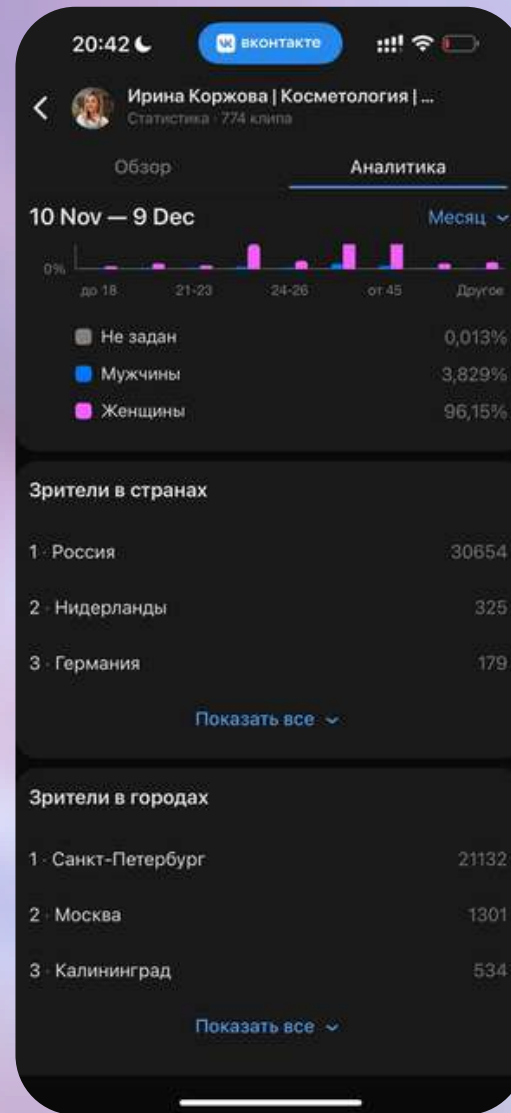 20:42
вконтакте
Ирина Коржова | Косметология | ...
Статистика · 774 клипа
Обзор
Аналитика
10 Nov — 9 Dec
Месяц
0%
до 18
21-23
24-26
от 45
Другое
Не задан
0,013%
Мужчины
3,829%
Женщины
96,15%
Зрители в странах
1 · Россия
30654
2 · Нидерланды
325
3 · Германия
179
Показать все
Зрители в городах
1 · Санкт-Петербург
21132
2 · Москва
1301
3 · Калининград
534
Показать все